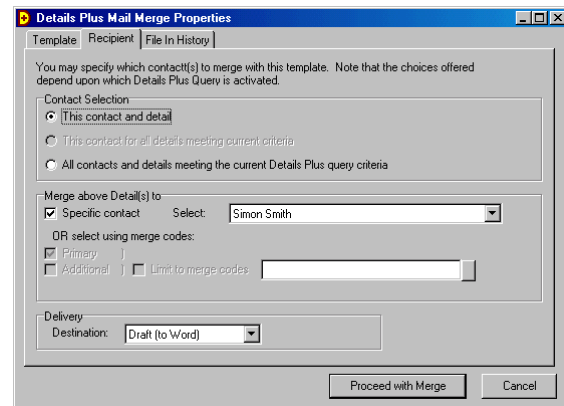 Details Plus Mail Merge Properties
Template Recipient File In History
You may specify which contactt(s) to merge with this template. Note that the choices offered
depend upon which Details Plus Query is activated.
Contact Selection
This contact and detail
This contact for all details meeting current criteria
All contacts and details meeting the current Details Plus query criteria
Merge above Detail(s) to
Specific contact Select: Simon Smith
OR select using merge codes:
Primary ]
Additional ] Limit to merge codes
Delivery
Destination: Draft (to Word)
Proceed with Merge Cancel